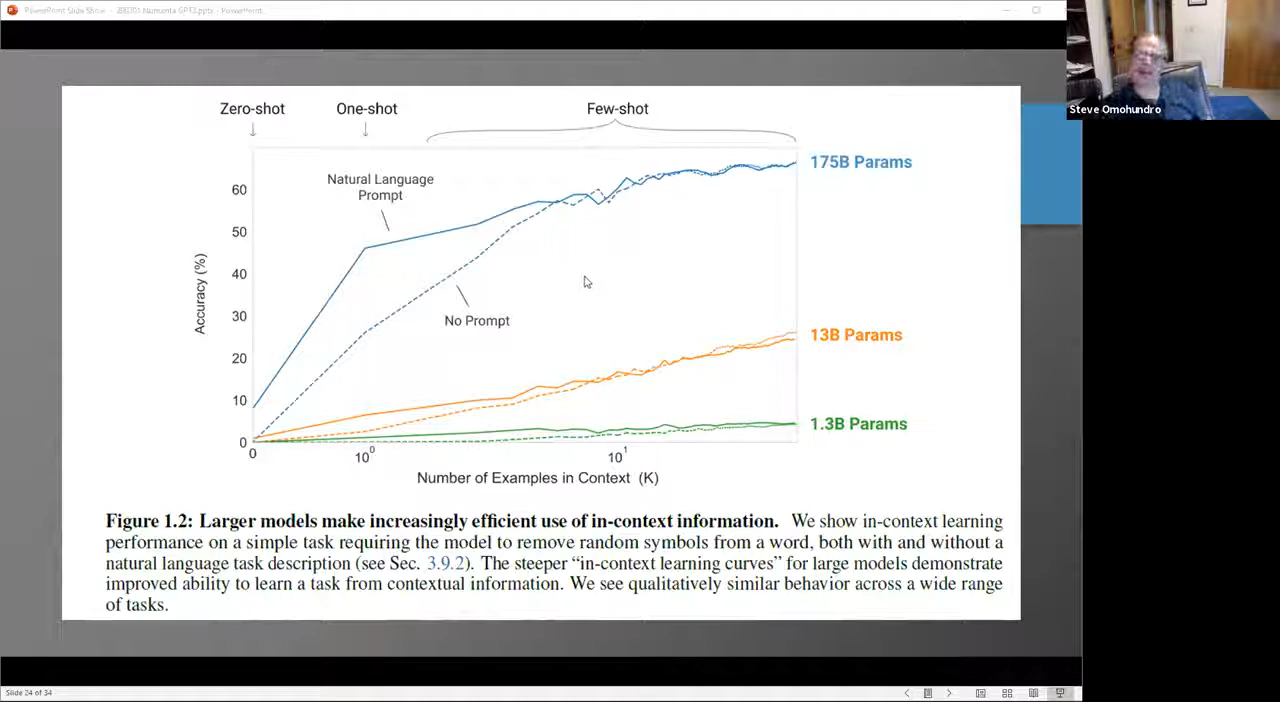 PowerPoint Slide Show - 200701 Numenta GPT3.pptx - PowerPoint
Steve Omohundro
Zero-shot One-shot Few-shot
175B Params
Natural Language
Prompt
No Prompt
13B Params
1.3B Params
Accuracy (%)
60
50
40
30
20
10
0
0 10⁰ 10¹
Number of Examples in Context (K)
Figure 1.2: Larger models make increasingly efficient use of in-context information. We show in-context learning
performance on a simple task requiring the model to remove random symbols from a word, both with and without a
natural language task description (see Sec. 3.9.2). The steeper “in-context learning curves” for large models demonstrate
improved ability to learn a task from contextual information. We see qualitatively similar behavior across a wide range
of tasks.
Slide 24 of 34